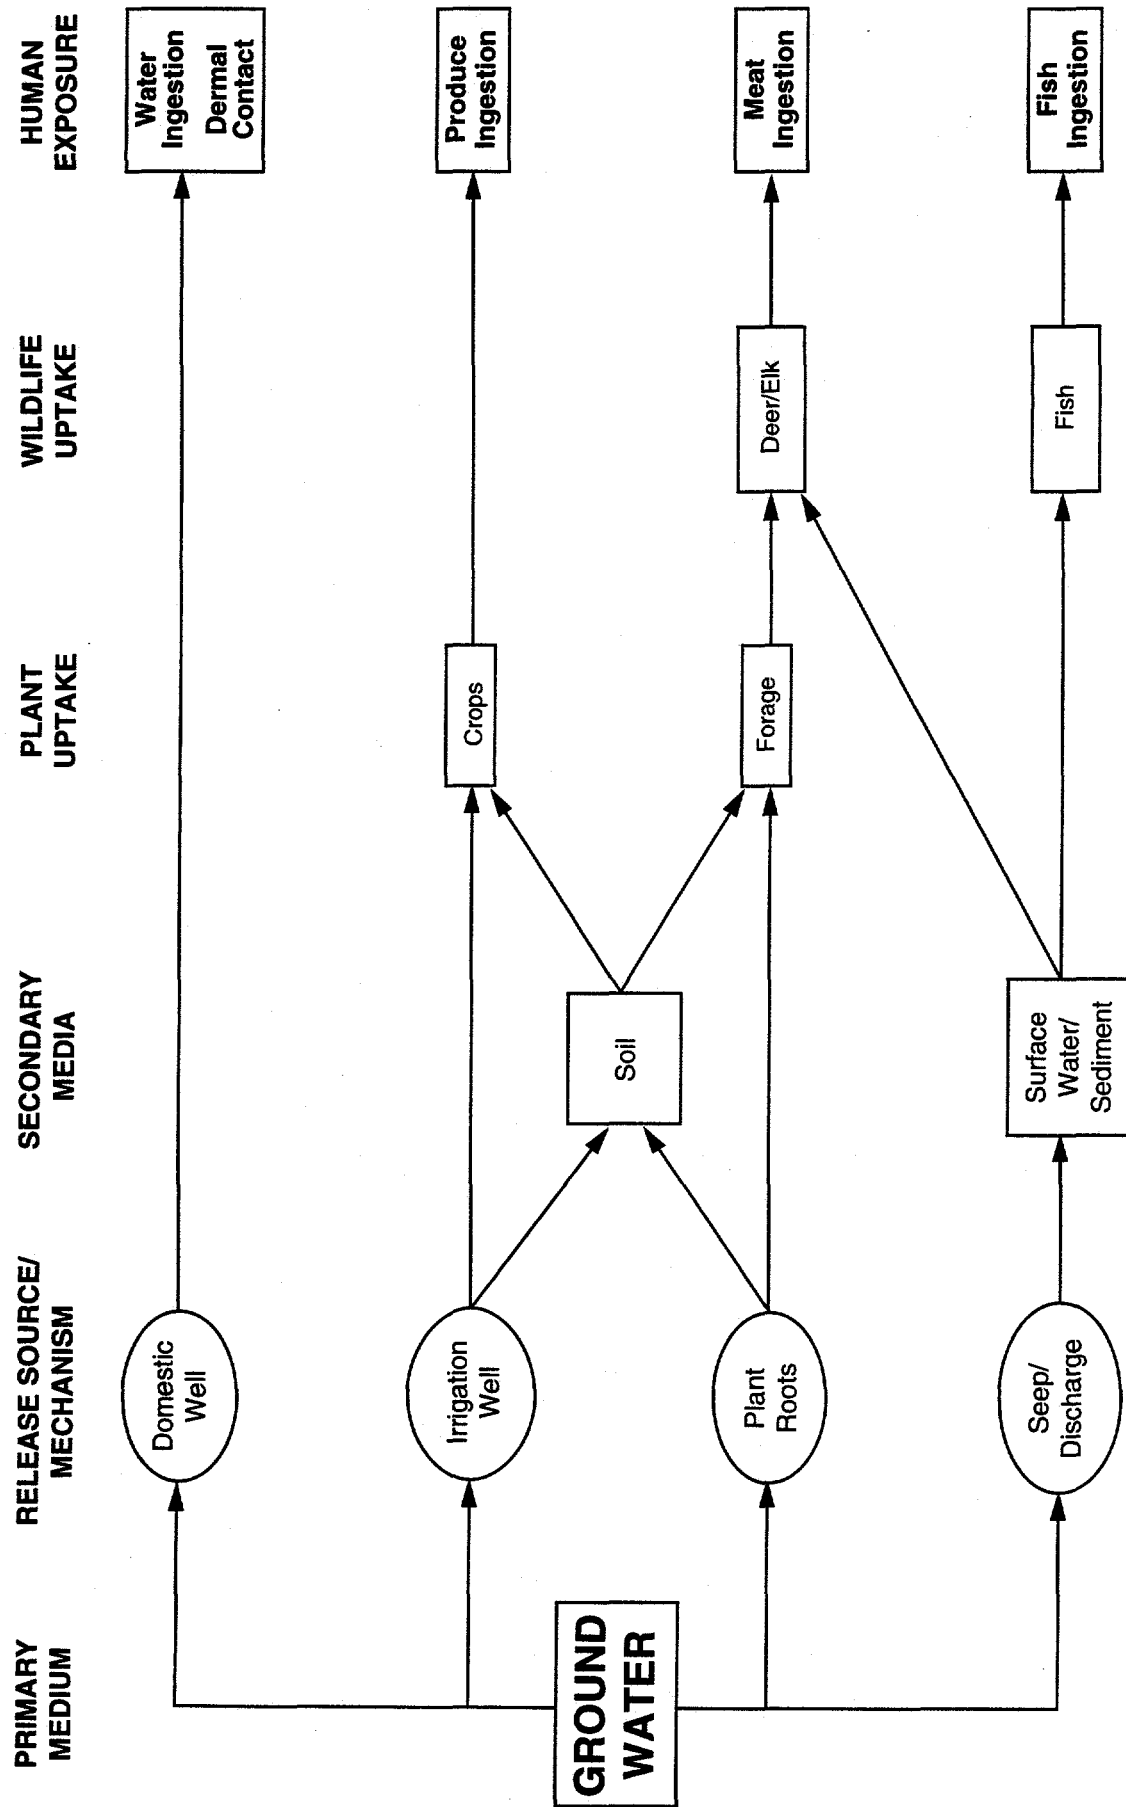 PRIMARY
MEDIUM
RELEASE SOURCE/
MECHANISM
SECONDARY
MEDIA
PLANT
UPTAKE
WILDLIFE
UPTAKE
HUMAN
EXPOSURE
GROUND
WATER
Domestic
Well
Water
Ingestion
Dermal
Contact
Irrigation
Well
Crops
Produce
Ingestion
Soil
Plant
Roots
Forage
Deer/Elk
Meat
Ingestion
Seep/
Discharge
Surface
Water/
Sediment
Fish
Fish
Ingestion